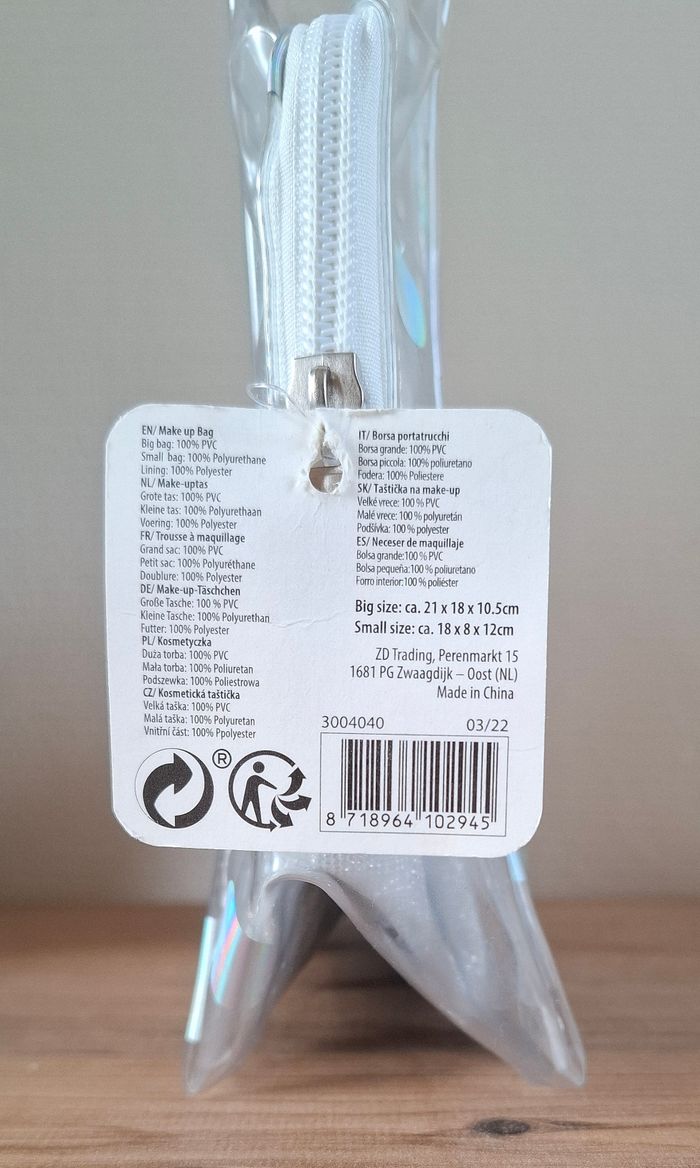 EN/ Make up Bag
Big bag: 100% PVC
Small bag: 100% Polyurethane
Lining: 100% Polyester
NL/ Make-uptas
Grote tas: 100% PVC
Kleine tas: 100% Polyurethaan
Voering: 100% Polyester
FR/ Trousse à maquillage
Grand sac: 100% PVC
Petit sac: 100% Polyuréthane
Doublure: 100% Polyester
DE/ Make-up-Täschchen
Große Tasche: 100 % PVC
Kleine Tasche: 100% Polyurethan
Futter: 100% Polyester
PL/ Kosmetyczka
Duża torba: 100% PVC
Mała torba: 100% Poliuretan
Podszewka: 100% Poliestrowa
CZ/ Kosmetická taštička
Velká taška: 100% PVC
Malá taška: 100% Polyuretan
Vnitřní část: 100% Ppolyester
IT/ Borsa portatrucchi
Borsa grande: 100% PVC
Borsa piccola: 100% poliuretano
Fodera: 100% Poliestere
SK/ Taštička na make-up
Veľké vrece: 100% PVC
Malé vrece: 100 % polyuretán
Podšívka: 100 % polyester
ES/ Neceser de maquillaje
Bolsa grande:100 % PVC
Bolsa pequeña:100 % poliuretano
Forro interior:100 % poliéster
Big size: ca. 21 x 18 x 10.5cm
Small size: ca. 18 x 8 x 12cm
ZD Trading, Perenmarkt 15
1681 PG Zwaagdijk – Oost (NL)
Made in China
3004040 03/22
®
8 718964 102945